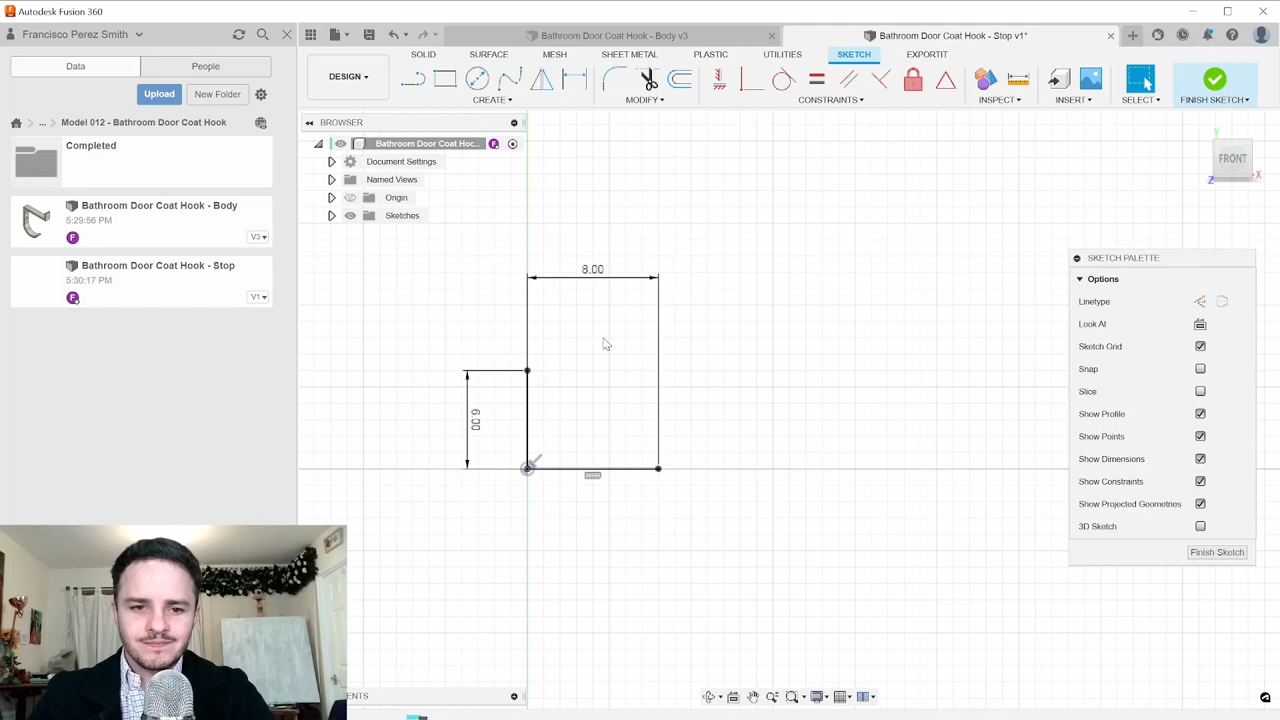 Autodesk Fusion 360
Francisco Perez Smith
Data
People
Upload
New Folder
... Model 012 - Bathroom Door Coat Hook
Completed
Bathroom Door Coat Hook - Body
5:29:56 PM
F
V3
Bathroom Door Coat Hook - Stop
5:30:17 PM
F
V1
Bathroom Door Coat Hook - Body v3
Bathroom Door Coat Hook - Stop v1*
SOLID
SURFACE
MESH
SHEET METAL
PLASTIC
UTILITIES
SKETCH
EXPORTIT
DESIGN
CREATE
MODIFY
CONSTRAINTS
INSPECT
INSERT
SELECT
FINISH SKETCH
BROWSER
Bathroom Door Coat Hoo...
F
Document Settings
Named Views
Origin
Sketches
Y
FRONT
X
Z
8.00
6.00
SKETCH PALETTE
Options
Linetype
Look At
Sketch Grid
Snap
Slice
Show Profile
Show Points
Show Dimensions
Show Constraints
Show Projected Geometries
3D Sketch
Finish Sketch
ENTS